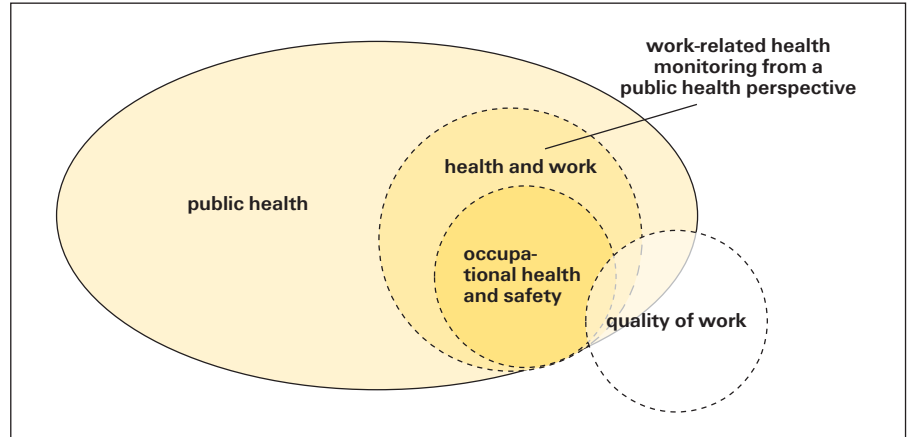 work-related health
monitoring from a
public health perspective
health and work
public health
occupa-
tional health
and safety
quality of work